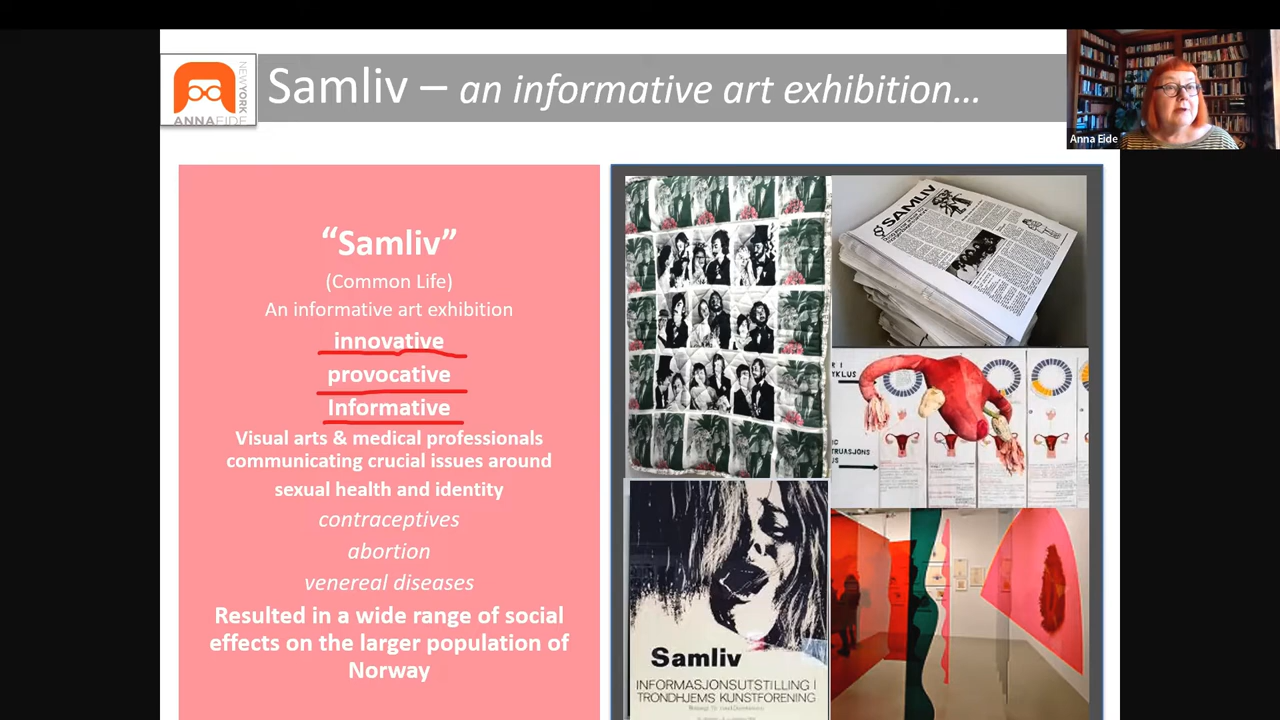 NEW YORK
ANNAEIDE
Samliv – an informative art exhibition...
Anna Eide
“Samliv”
(Common Life)
An informative art exhibition
innovative
provocative
Informative
Visual arts & medical professionals
communicating crucial issues around
sexual health and identity
contraceptives
abortion
venereal diseases
Resulted in a wide range of social
effects on the larger population of
Norway
SAMLIV
Samliv
INFORMASJONSUTSTILLING I
TRONDHJEMS KUNSTFORENING